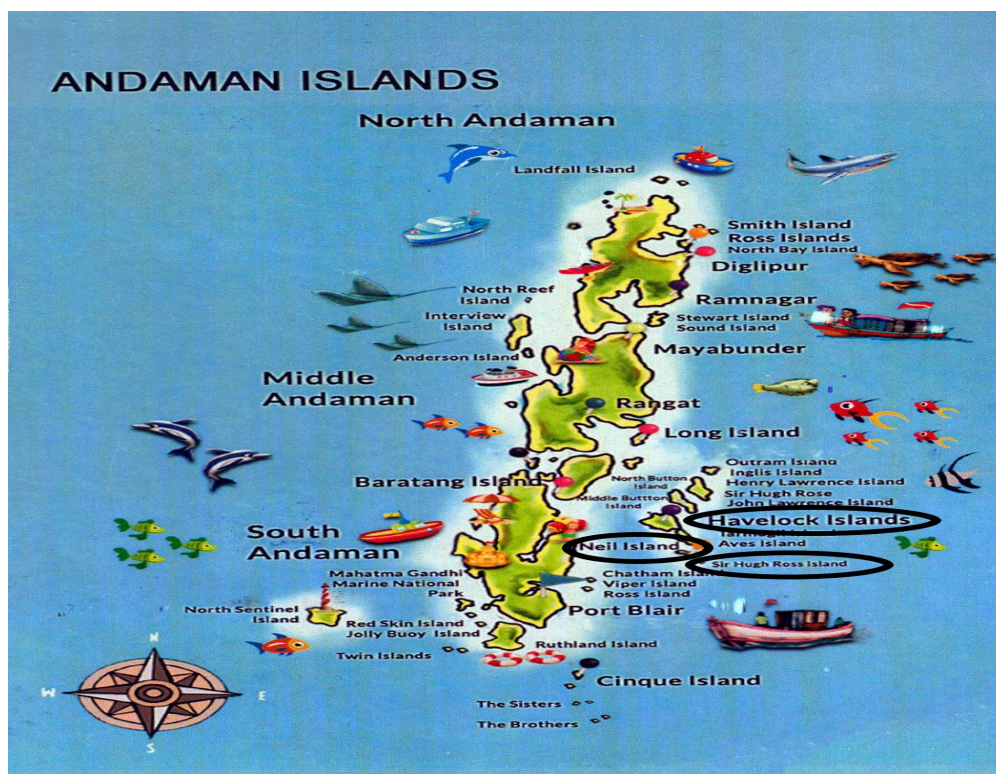 ANDAMAN ISLANDS
North Andaman
Landfall Island
Smith Island
Ross Islands
North Bay Island
Diglipur
North Reef
Island
Ramnagar
Interview
Island
Stewart Island
Sound Island
Anderson Island
Mayabunder
Middle
Andaman
Rangat
Long Island
Baratang Island
North Button
Island
Middle Buttton
Outram Island
Inglis Island
Henry Lawrence Island
Sir Hugh Rose
John Lawrence Island
Havelock Islands
South
Andaman
Neil Island
Aves Island
Sir Hugh Ross Island
Mahatma Gandhi
Marine National
Park
Chatham Island
Viper Island
Ross Island
Port Blair
North Sentinel
Island
Red Skin Island
Jolly Buoy Island
Twin Islands
Ruthland Island
Cinque Island
The Sisters
The Brothers
N
W
E
S